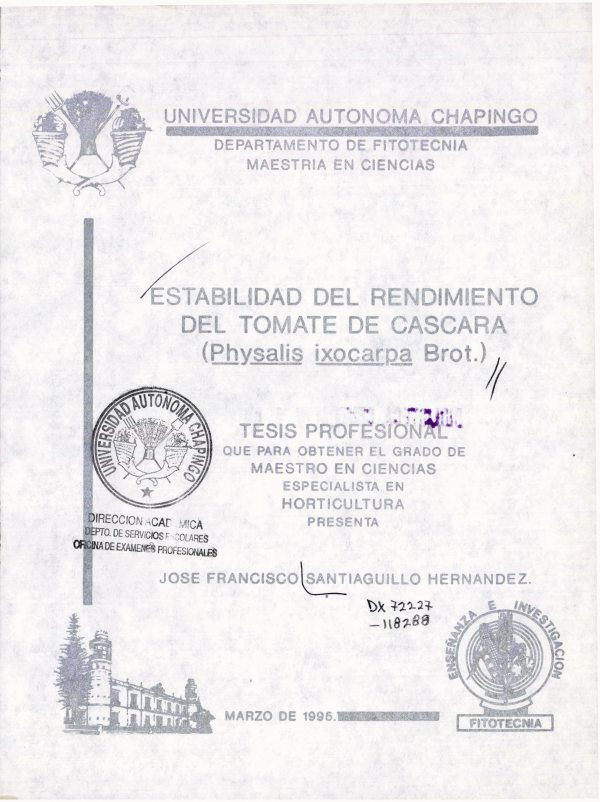 UNIVERSIDAD AUTONOMA CHAPINGO
DEPARTAMENTO DE FITOTECNIA
MAESTRIA EN CIENCIAS
ESTABILIDAD DEL RENDIMIENTO
DEL TOMATE DE CASCARA
(Physalis ixocarpa Brot.)
TESIS PROFESIONAL
QUE PARA OBTENER EL GRADO DE
MAESTRO EN CIENCIAS
ESPECIALISTA EN
HORTICULTURA
PRESENTA
UNIVERSIDAD AUTONOMA CHAPINGO
DIRECCION ACAD MICA
DEPTO. DE SERVICIOS E COLARES
OFICINA DE EXAMENES PROFESIONALES
JOSE FRANCISCO SANTIAGUILLO HERNANDEZ.
DX 72227
-118288
ENSEÑANZA E INVESTIGACION
FITOTECNIA
MARZO DE 1995.